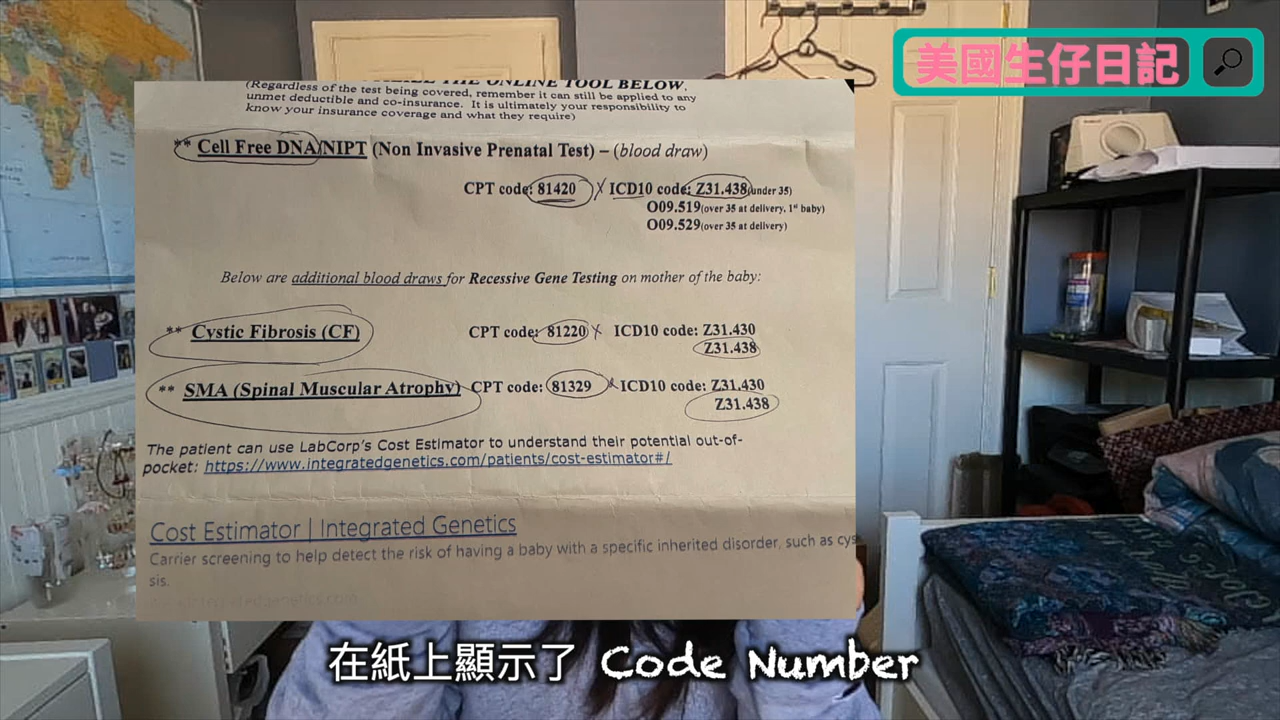 美國生仔日記
THE ONLINE TOOL BELOW,
(Regardless of the test being covered, remember it can still be applied to any
unmet deductible and co-insurance. It is ultimately your responsibility to
know your insurance coverage and what they require)
** Cell Free DNA/NIPT (Non Invasive Prenatal Test) – (blood draw)
CPT code: 81420 ICD10 code: Z31.438(under 35)
O09.519(over 35 at delivery, 1st baby)
O09.529(over 35 at delivery)
Below are additional blood draws for Recessive Gene Testing on mother of the baby:
** Cystic Fibrosis (CF) CPT code: 81220 ICD10 code: Z31.430
Z31.438
** SMA (Spinal Muscular Atrophy) CPT code: 81329 ICD10 code: Z31.430
Z31.438
The patient can use LabCorp's Cost Estimator to understand their potential out-of-
pocket: https://www.integratedgenetics.com/patients/cost-estimator#/
Cost Estimator | Integrated Genetics
Carrier screening to help detect the risk of having a baby with a specific inherited disorder, such as cys
sis.
在紙上顯示了 Code Number